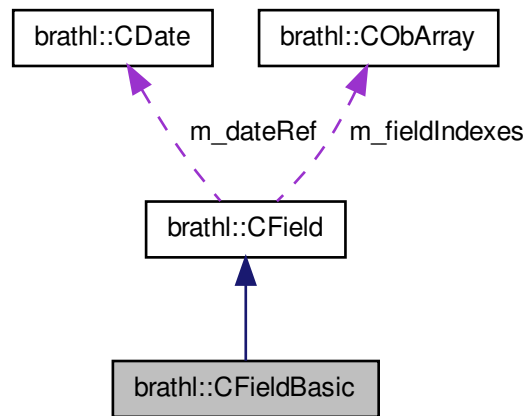 brathl::CDate
brathl::CObArray
m_dateRef
m_fieldIndexes
brathl::CField
brathl::CFieldBasic